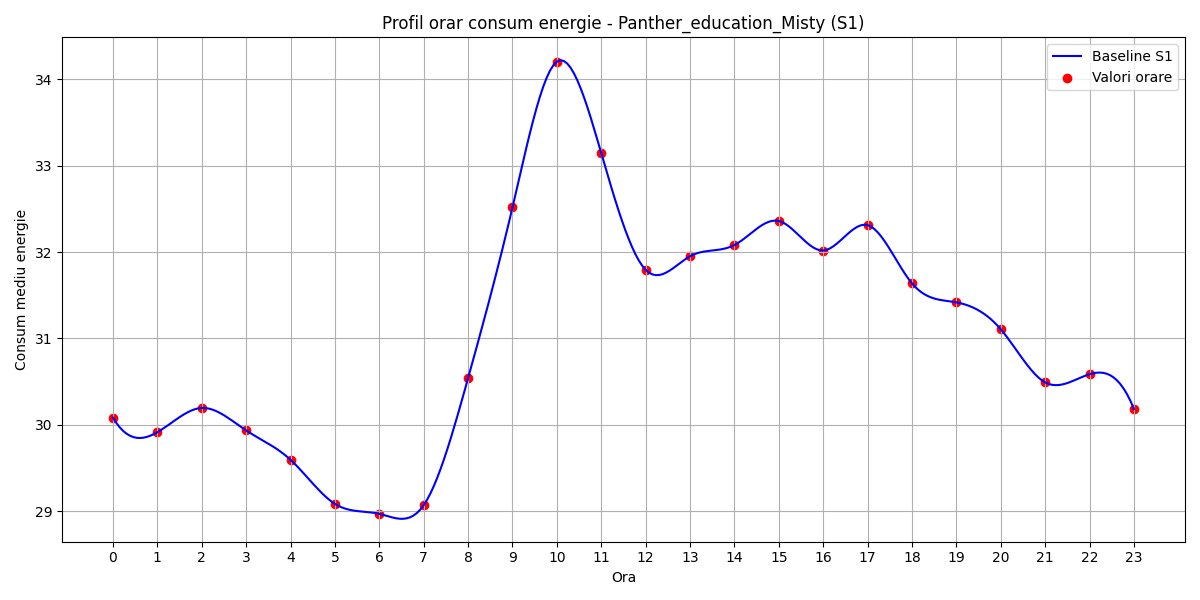 Profil orar consum energie - Panther_education_Misty (S1)
Baseline S1
Valori orare
Consum mediu energie
34
33
32
31
30
29
0 1 2 3 4 5 6 7 8 9 10 11 12 13 14 15 16 17 18 19 20 21 22 23
Ora